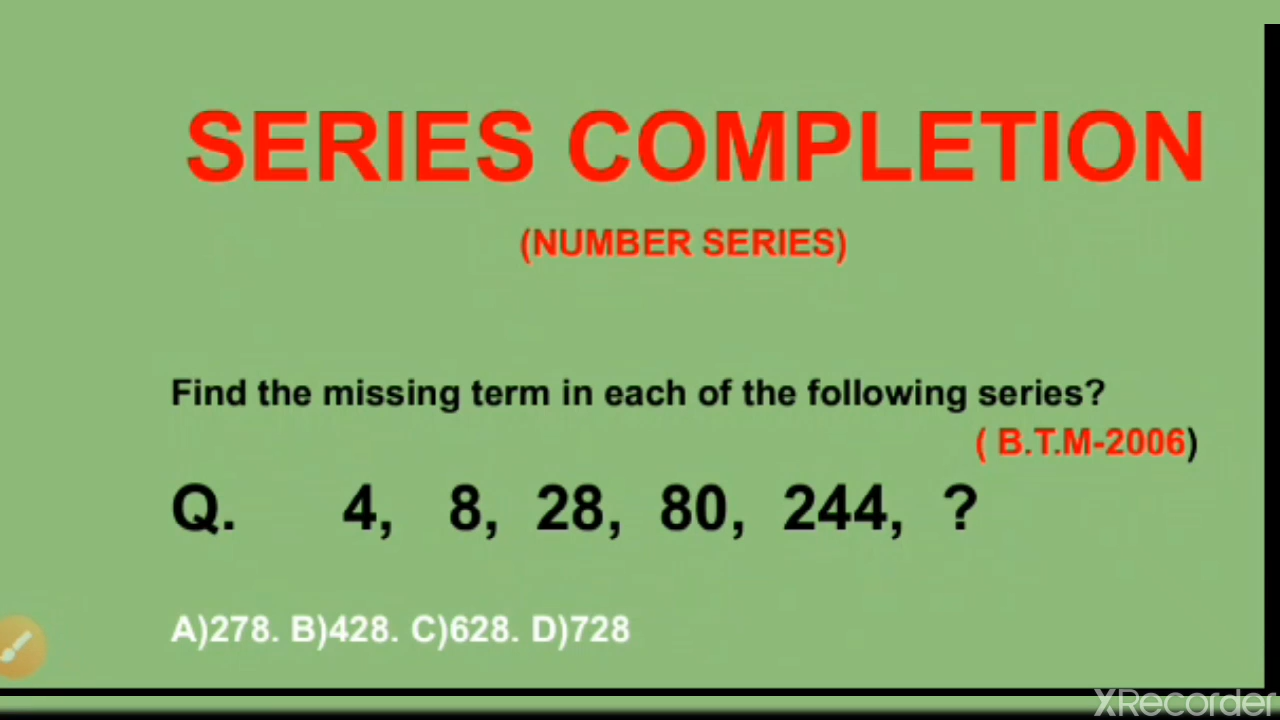 SERIES COMPLETION
(NUMBER SERIES)
Find the missing term in each of the following series?
( B.T.M-2006)
Q. 4, 8, 28, 80, 244, ?
A)278. B)428. C)628. D)728
XRecorder